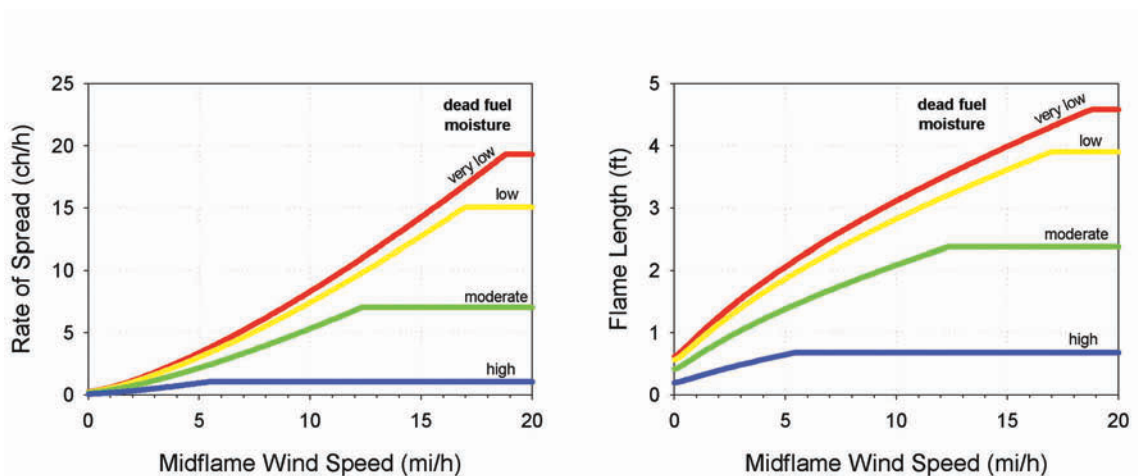 25
20
15
10
5
0
Rate of Spread (ch/h)
dead fuel
moisture
very low
low
moderate
high
0 5 10 15 20
Midflame Wind Speed (mi/h)
5
4
3
2
1
0
Flame Length (ft)
dead fuel
moisture
very low
low
moderate
high
0 5 10 15 20
Midflame Wind Speed (mi/h)